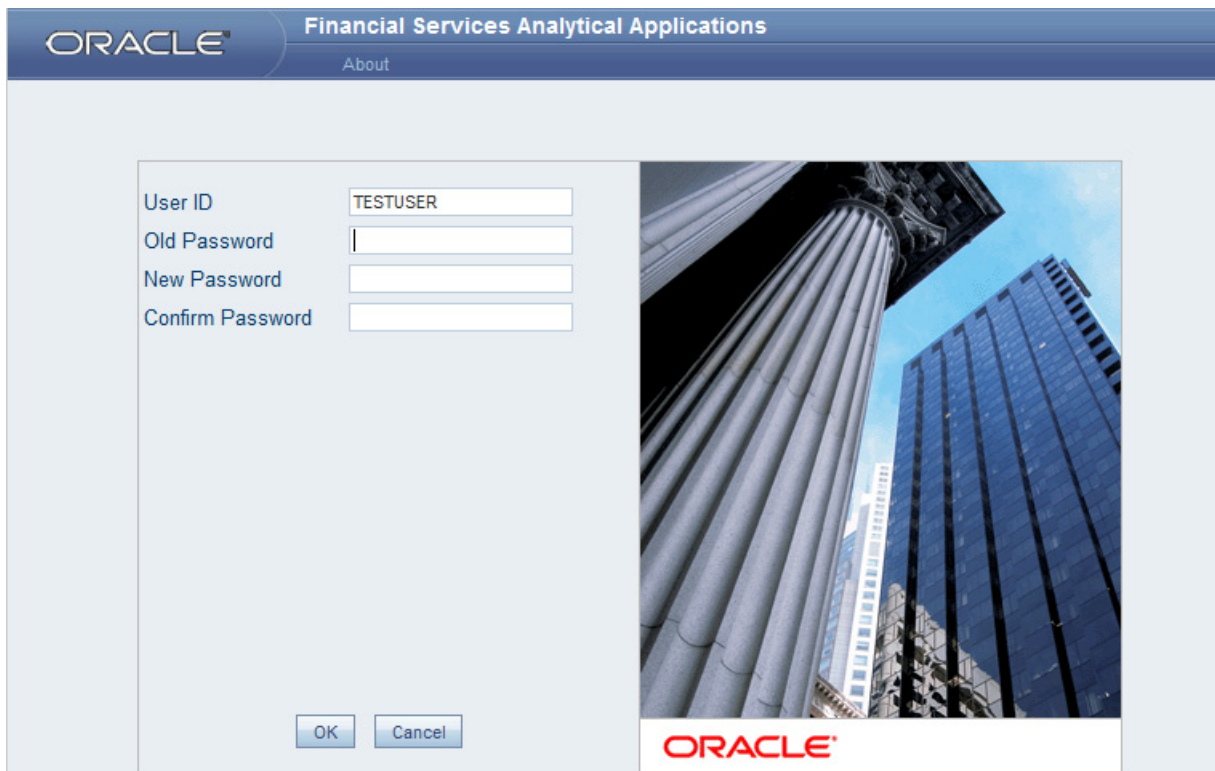 ORACLE®
Financial Services Analytical Applications
About
User ID TESTUSER
Old Password
New Password
Confirm Password
OK Cancel
ORACLE®